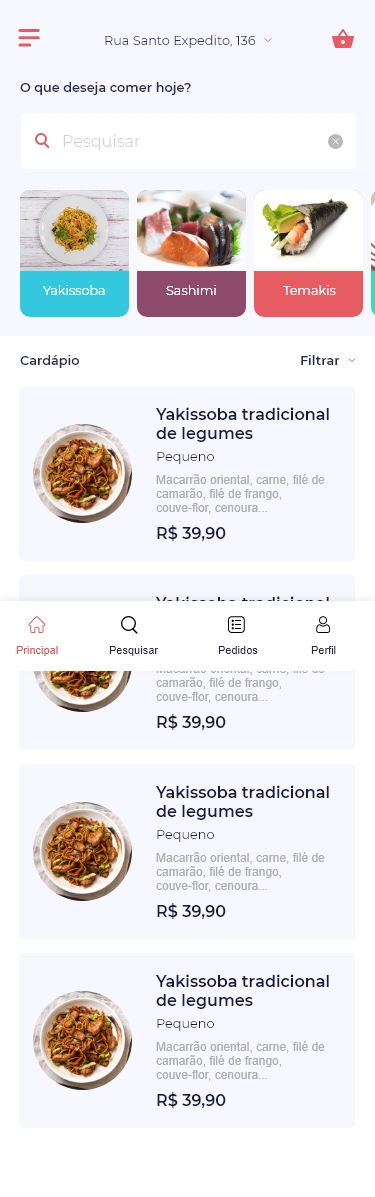 Rua Santo Expedito, 136
O que deseja comer hoje?
Pesquisar
Yakissoba
Sashimi
Temakis
Cardápio
Filtrar
Yakissoba tradicional
de legumes
Pequeno
Macarrão oriental, carne, filé de
camarão, filé de frango,
couve-flor, cenoura...
R$ 39,90
Yakissoba tradicional
Principal
Pesquisar
Pedidos
Perfil
Macarrão oriental, carne, filé de
camarão, filé de frango,
couve-flor, cenoura...
R$ 39,90
Yakissoba tradicional
de legumes
Pequeno
Macarrão oriental, carne, filé de
camarão, filé de frango,
couve-flor, cenoura...
R$ 39,90
Yakissoba tradicional
de legumes
Pequeno
Macarrão oriental, carne, filé de
camarão, filé de frango,
couve-flor, cenoura...
R$ 39,90